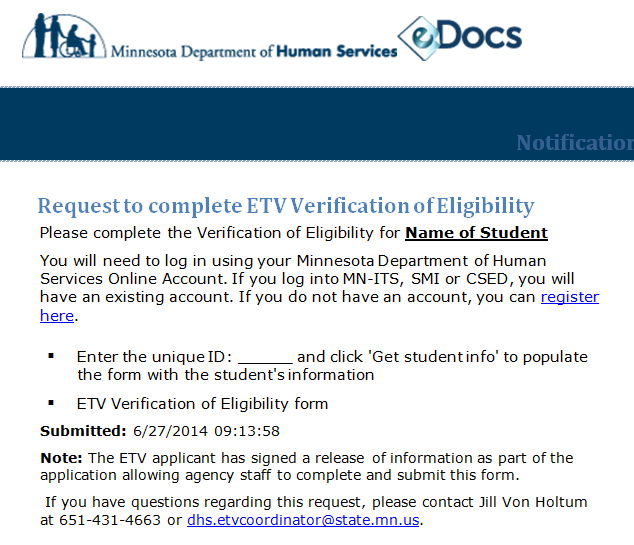 Minnesota Department of Human Services eDocs
Notification
Request to complete ETV Verification of Eligibility
Please complete the Verification of Eligibility for Name of Student
You will need to log in using your Minnesota Department of Human
Services Online Account. If you log into MN-ITS, SMI or CSED, you will
have an existing account. If you do not have an account, you can register
here.
▪ Enter the unique ID: ______ and click 'Get student info' to populate
the form with the student's information
▪ ETV Verification of Eligibility form
Submitted: 6/27/2014 09:13:58
Note: The ETV applicant has signed a release of information as part of the
application allowing agency staff to complete and submit this form.
If you have questions regarding this request, please contact Jill Von Holtum
at 651-431-4663 or dhs.etvcoordinator@state.mn.us.